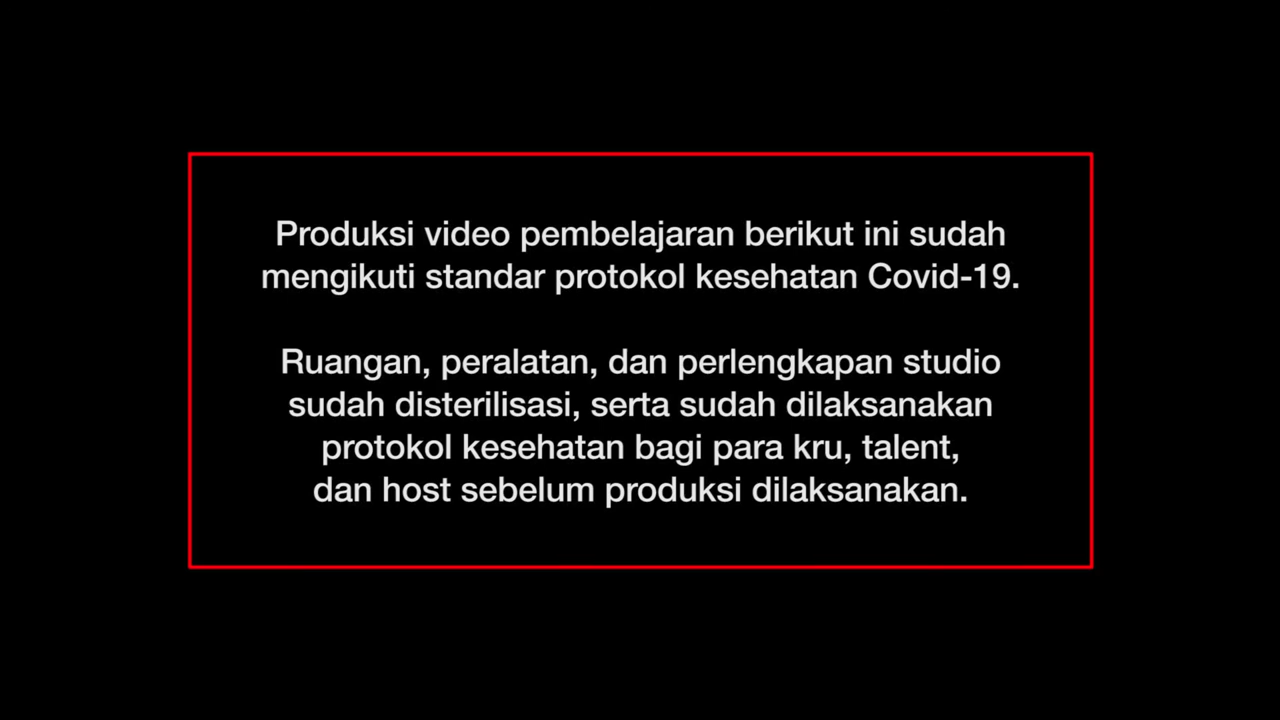 Produksi video pembelajaran berikut ini sudah
mengikuti standar protokol kesehatan Covid-19.
Ruangan, peralatan, dan perlengkapan studio
sudah disterilisasi, serta sudah dilaksanakan
protokol kesehatan bagi para kru, talent,
dan host sebelum produksi dilaksanakan.